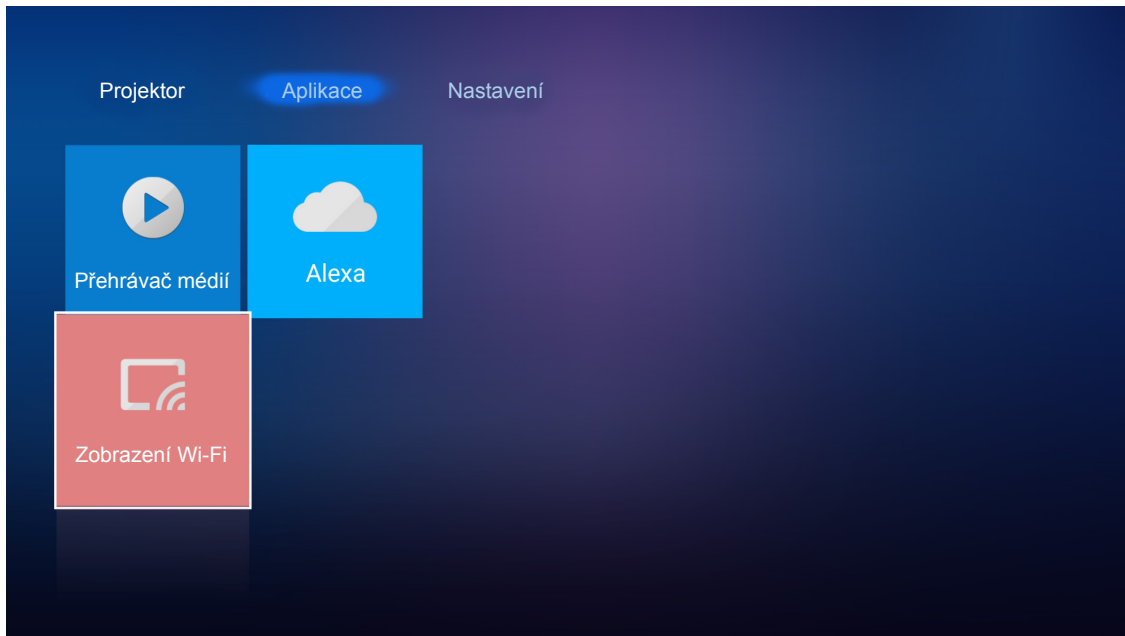 Projektor Aplikace Nastavení
Přehrávač médií Alexa
Zobrazení Wi-Fi